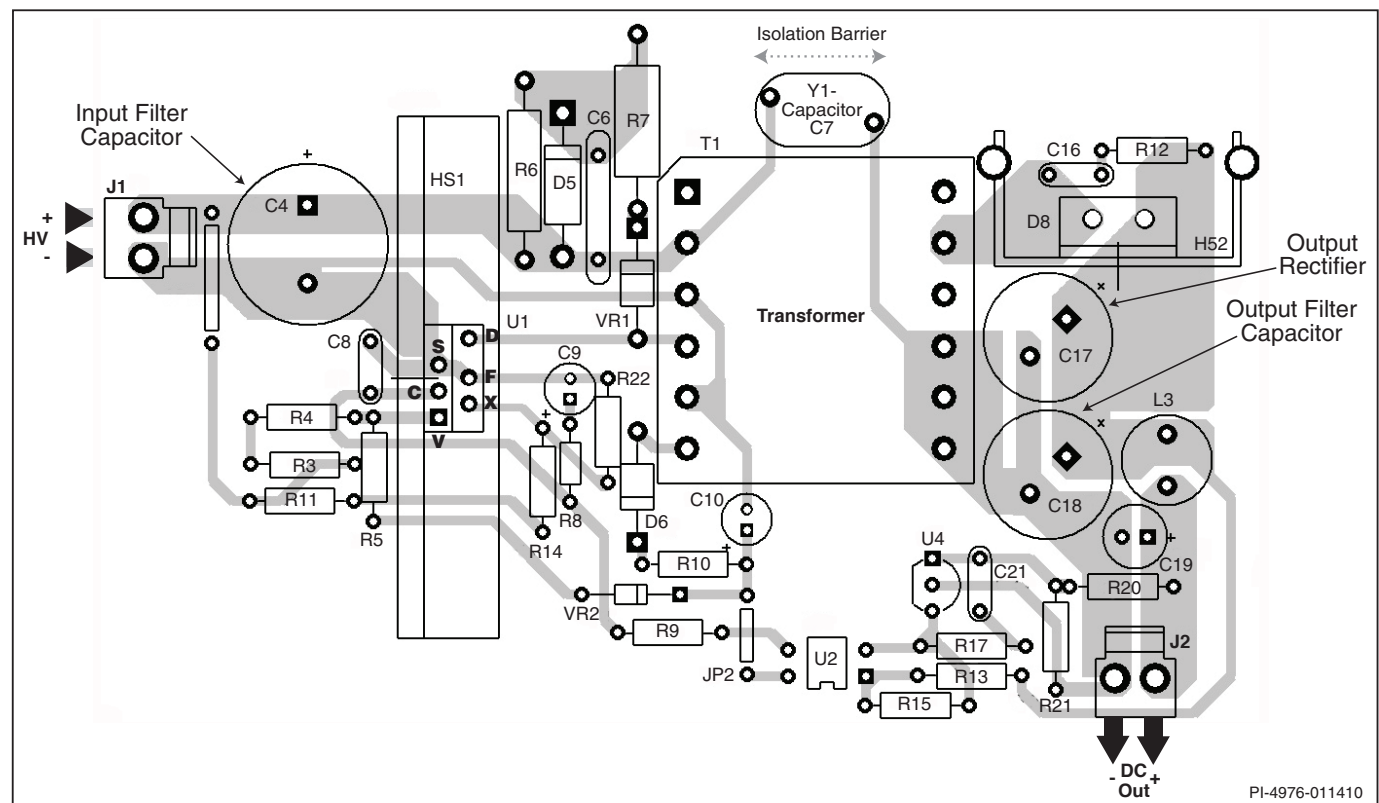 Isolation Barrier
Input Filter
Capacitor
Y1-
Capacitor
C7
C6
R7
R6
D5
T1
C16
R12
HS1
+
J1
C4
D8
H52
+
HV
-
Output
Rectifier
Output Filter
Capacitor
Transformer
VR1
U1
D
S
C8
C9
F
R22
C
X
V
C17
L3
R4
+
R3
R11
R5
R14
R8
D6
C10
C18
+
R10
U4
C21
+
C19
R20
VR2
R9
JP2
U2
R17
R13
R15
R21
J2
- DC +
Out
PI-4976-011410